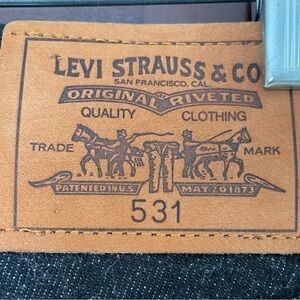 LEVI STRAUSS & CO
SAN FRANCISCO, CAL.
ORIGINAL RIVETED
QUALITY CLOTHING
TRADE MARK
PATENTED IN U.S. MAY 20 1873
531